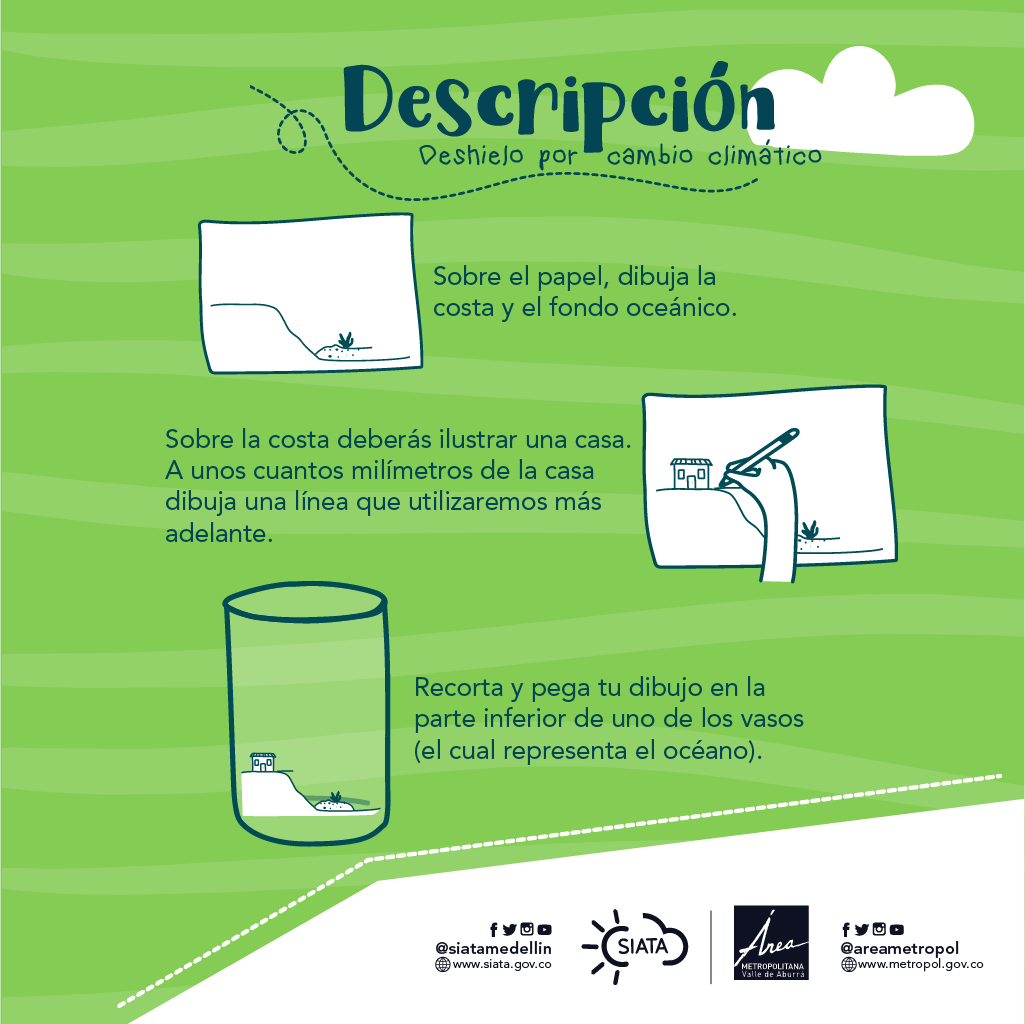 Descripción
Deshielo por cambio climático
Sobre el papel, dibuja la
costa y el fondo oceánico.
Sobre la costa deberás ilustrar una casa.
A unos cuantos milímetros de la casa
dibuja una línea que utilizaremos más
adelante.
Recorta y pega tu dibujo en la
parte inferior de uno de los vasos
(el cual representa el océano).
@siatamedellin
www.siata.gov.co
SIATA
Área
METROPOLITANA
Valle de Aburrá
@areametropol
www.metropol.gov.co